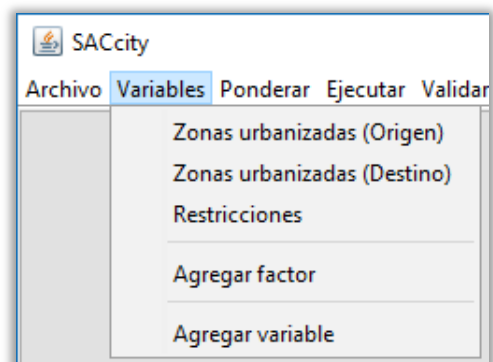 SACcity
Archivo Variables Ponderar Ejecutar Validar
Zonas urbanizadas (Origen)
Zonas urbanizadas (Destino)
Restricciones
Agregar factor
Agregar variable